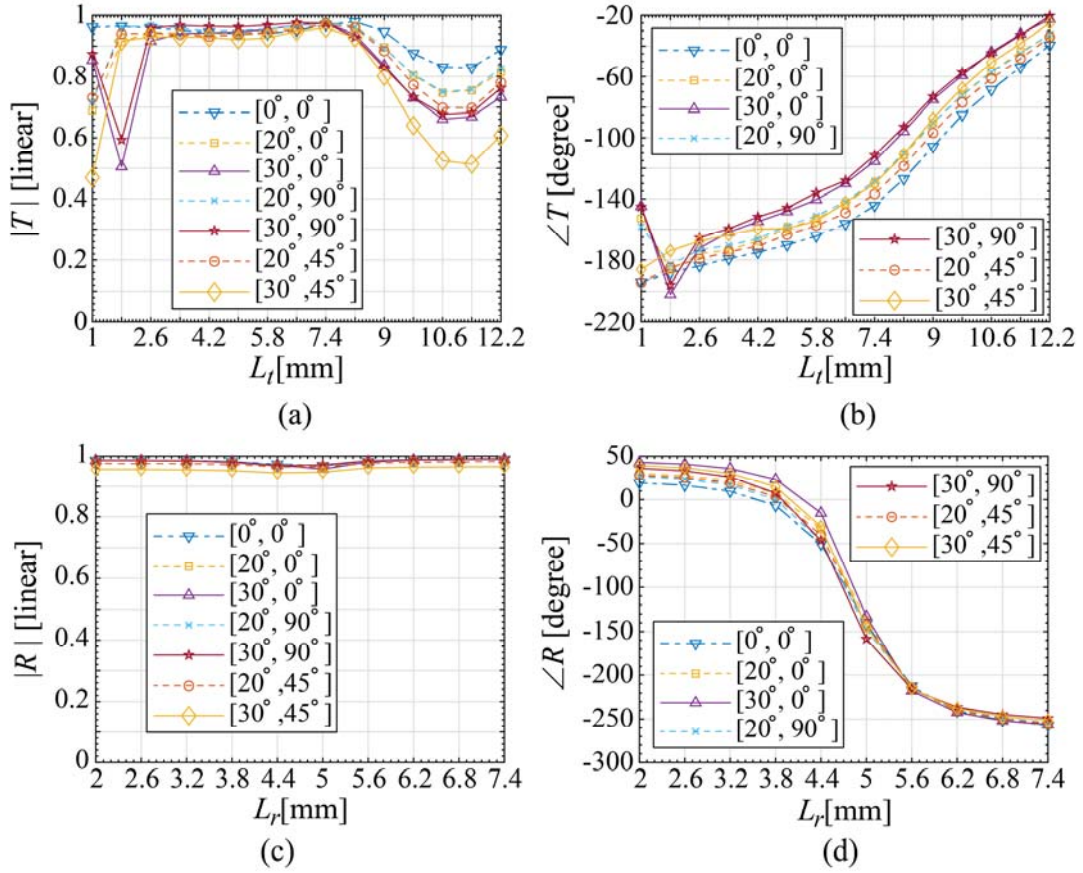 |T| [linear]
1
0.8
0.6
0.4
0.2
0
[0°, 0° ]
[20°, 0° ]
[30°, 0° ]
[20°, 90° ]
[30°, 90° ]
[20° ,45° ]
[30° ,45° ]
1 2.6 4.2 5.8 7.4 9 10.6 12.2
L_t[mm]
(a)
∠T [degree]
-20
-60
-100
-140
-180
-220
[0°, 0° ]
[20°, 0° ]
[30°, 0° ]
[20°, 90° ]
[30°, 90° ]
[20° ,45° ]
[30° ,45° ]
1 2.6 4.2 5.8 7.4 9 10.6 12.2
L_t[mm]
(b)
|R| [linear]
1
0.8
0.6
0.4
0.2
0
[0°, 0° ]
[20°, 0° ]
[30°, 0° ]
[20°, 90° ]
[30°, 90° ]
[20° ,45° ]
[30° ,45° ]
2 2.6 3.2 3.8 4.4 5 5.6 6.2 6.8 7.4
L_r[mm]
(c)
∠R [degree]
50
0
-50
-100
-150
-200
-250
-300
[30°, 90° ]
[20° ,45° ]
[30° ,45° ]
[0°, 0° ]
[20°, 0° ]
[30°, 0° ]
[20°, 90° ]
2 2.6 3.2 3.8 4.4 5 5.6 6.2 6.8 7.4
L_r[mm]
(d)